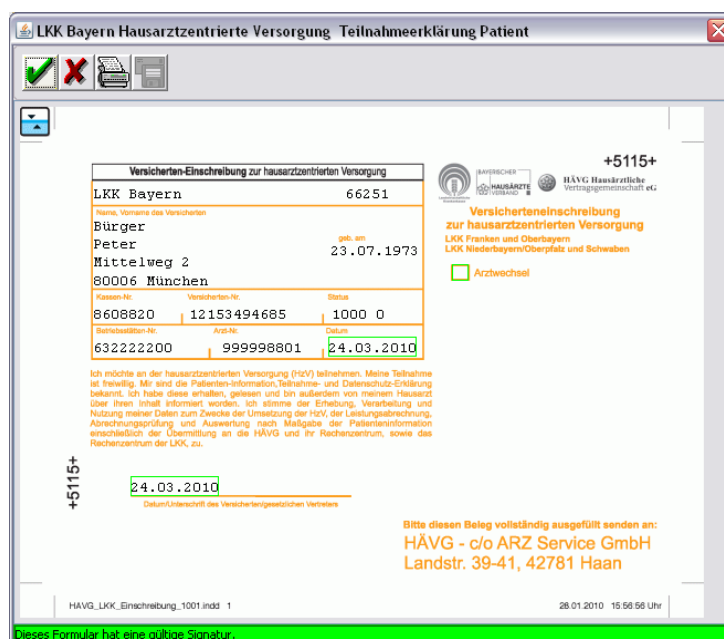 LKK Bayern Hausarztzentrierte Versorgung Teilnahmeerklärung Patient
+5115+
Versicherten-Einschreibung zur hausarztzentrierten Versorgung
LKK Bayern 66251
Name, Vorname des Versicherten
Bürger
Peter
geb. am
23.07.1973
Mittelweg 2
80006 München
Kassen-Nr. Versicherten-Nr. Status
8608820 12153494685 1000 0
Betriebsstätten-Nr. Arzt-Nr. Datum
632222200 999998801 24.03.2010
BAYERISCHER
HAUSÄRZTE
VERBAND
HÄVG Hausärztliche
Vertragsgemeinschaft eG
Versicherteneinschreibung
zur hausarztzentrierten Versorgung
LKK Franken und Oberbayern
LKK Niederbayern/Oberpfalz und Schwaben
Arztwechsel
Ich möchte an der hausarztzentrierten Versorgung (HzV) teilnehmen. Meine Teilnahme
ist freiwillig. Mir sind die Patienten-Information,Teilnahme- und Datenschutz-Erklärung
bekannt. Ich habe diese erhalten, gelesen und bin außerdem von meinem Hausarzt
über ihren Inhalt informiert worden. Ich stimme der Erhebung, Verarbeitung und
Nutzung meiner Daten zum Zwecke der Umsetzung der HzV, der Leistungsabrechnung,
Abrechnungsprüfung und Auswertung nach Maßgabe der Patienteninformation
einschließlich der Übermittlung an die HÄVG und ihr Rechenzentrum, sowie das
Rechenzentrum der LKK, zu.
+5115+
24.03.2010
Datum/Unterschrift des Versicherten/gesetzlichen Vertreters
Bitte diesen Beleg vollständig ausgefüllt senden an:
HÄVG - c/o ARZ Service GmbH
Landstr. 39-41, 42781 Haan
HAVG_LKK_Einschreibung_1001.indd 1
28.01.2010 15:56:56 Uhr
Dieses Formular hat eine gültige Signatur.